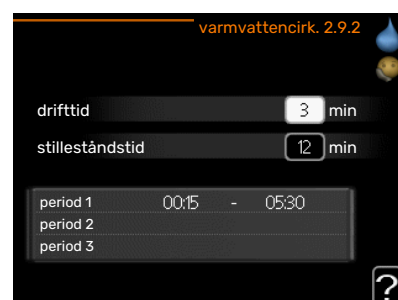 varmvattencirk. 2.9.2
drifttid 3 min
stilleståndstid 12 min
period 1 00:15 - 05:30
period 2
period 3
?